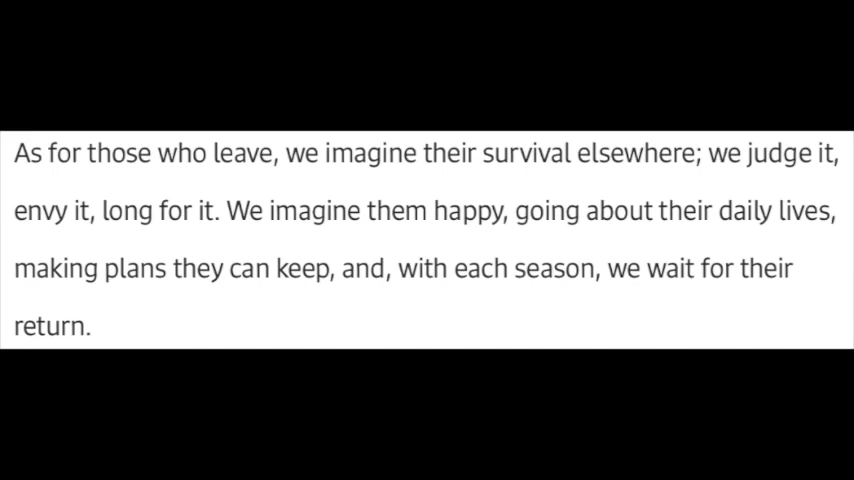 As for those who leave, we imagine their survival elsewhere; we judge it,
envy it, long for it. We imagine them happy, going about their daily lives,
making plans they can keep, and, with each season, we wait for their
return.